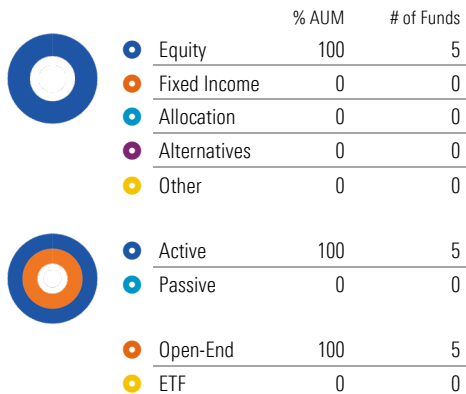 % AUM # of Funds
Equity 100 5
Fixed Income 0 0
Allocation 0 0
Alternatives 0 0
Other 0 0
Active 100 5
Passive 0 0
Open-End 100 5
ETF 0 0